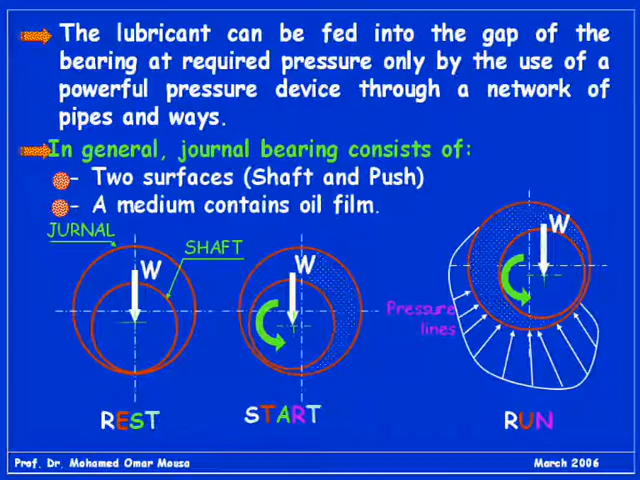 The lubricant can be fed into the gap of the
bearing at required pressure only by the use of a
powerful pressure device through a network of
pipes and ways.
In general, journal bearing consists of:
- Two surfaces (Shaft and Push)
- A medium contains oil film.
JURNAL
SHAFT
W
W
W
Pressure
lines
REST
START
RUN
Prof. Dr. Mohamed Omar Mousa
March 2006